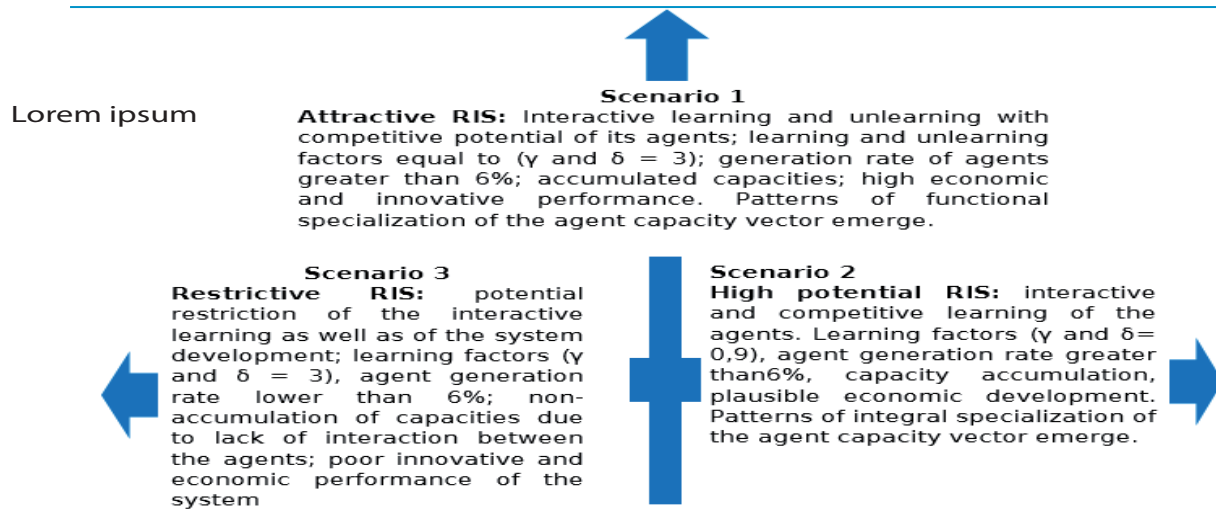 Lorem ipsum
Scenario 1
Attractive RIS: Interactive learning and unlearning with
competitive potential of its agents; learning and unlearning
factors equal to (γ and δ = 3); generation rate of agents
greater than 6%; accumulated capacities; high economic
and innovative performance. Patterns of functional
specialization of the agent capacity vector emerge.
Scenario 3
Restrictive RIS: potential
restriction of the interactive
learning as well as of the system
development; learning factors (γ
and δ = 3), agent generation
rate lower than 6%; non-
accumulation of capacities due
to lack of interaction between
the agents; poor innovative and
economic performance of the
system
Scenario 2
High potential RIS: interactive
and competitive learning of the
agents. Learning factors (γ and δ=
0,9), agent generation rate greater
than6%, capacity accumulation,
plausible economic development.
Patterns of integral specialization of
the agent capacity vector emerge.